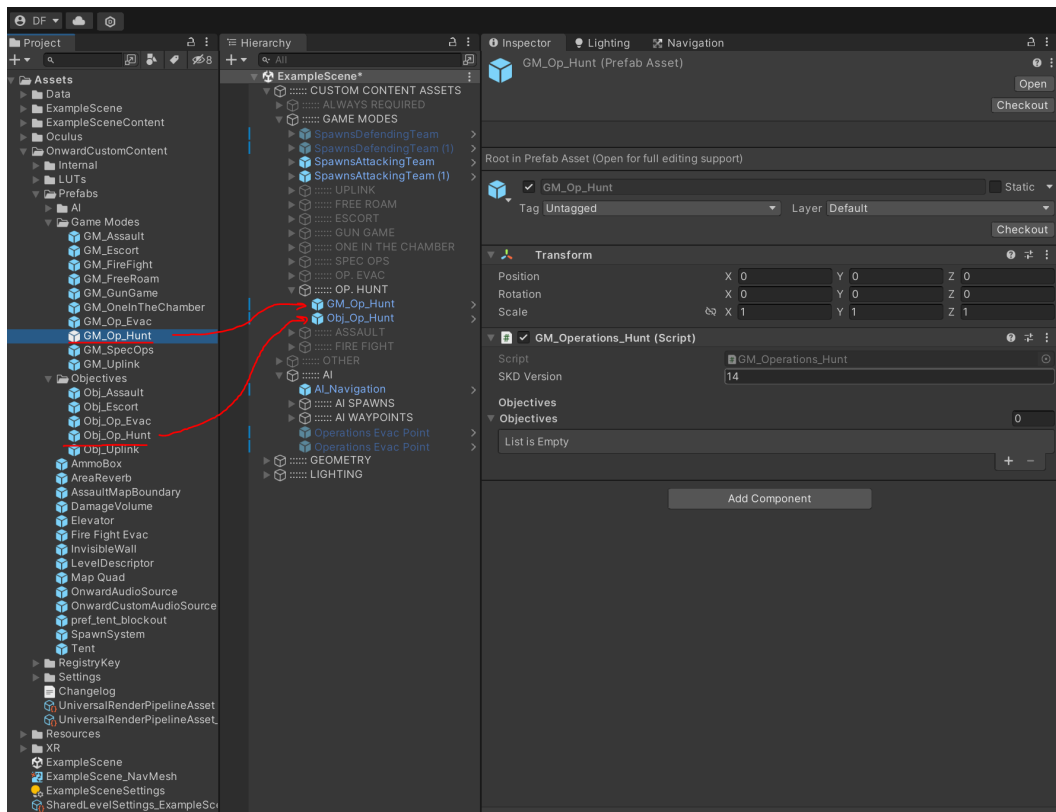 DF
Project
8
Assets
Data
ExampleScene
ExampleSceneContent
Oculus
OnwardCustomContent
Internal
LUTs
Prefabs
AI
Game Modes
GM_Assault
GM_Escort
GM_FireFight
GM_FreeRoam
GM_GunGame
GM_OneInTheChamber
GM_Op_Evac
GM_Op_Hunt
GM_SpecOps
GM_Uplink
Objectives
Obj_Assault
Obj_Escort
Obj_Op_Evac
Obj_Op_Hunt
Obj_Uplink
AmmoBox
AreaReverb
AssaultMapBoundary
DamageVolume
Elevator
Fire Fight Evac
InvisibleWall
LevelDescriptor
Map Quad
OnwardAudioSource
OnwardCustomAudioSource
pref_tent_blockout
SpawnSystem
Tent
RegistryKey
Settings
Changelog
UniversalRenderPipelineAsset
UniversalRenderPipelineAsset_
Resources
XR
ExampleScene
ExampleScene_NavMesh
ExampleSceneSettings
SharedLevelSettings_ExampleSc
Hierarchy
All
ExampleScene*
:::::: CUSTOM CONTENT ASSETS
:::::: ALWAYS REQUIRED
:::::: GAME MODES
SpawnsDefendingTeam
SpawnsDefendingTeam (1)
SpawnsAttackingTeam
SpawnsAttackingTeam (1)
:::::: UPLINK
:::::: FREE ROAM
:::::: ESCORT
:::::: GUN GAME
:::::: ONE IN THE CHAMBER
:::::: SPEC OPS
:::::: OP. EVAC
:::::: OP. HUNT
GM_Op_Hunt
Obj_Op_Hunt
:::::: ASSAULT
:::::: FIRE FIGHT
:::::: OTHER
:::::: AI
AI_Navigation
:::::: AI SPAWNS
:::::: AI WAYPOINTS
Operations Evac Point
Operations Evac Point
:::::: GEOMETRY
:::::: LIGHTING
Inspector Lighting Navigation
GM_Op_Hunt (Prefab Asset)
Open
Checkout
Root in Prefab Asset (Open for full editing support)
GM_Op_Hunt Static
Tag Untagged Layer Default
Checkout
Transform
Position X 0 Y 0 Z 0
Rotation X 0 Y 0 Z 0
Scale X 1 Y 1 Z 1
# GM_Operations_Hunt (Script)
Script GM_Operations_Hunt
SKD Version 14
Objectives
Objectives 0
List is Empty
+ −
Add Component